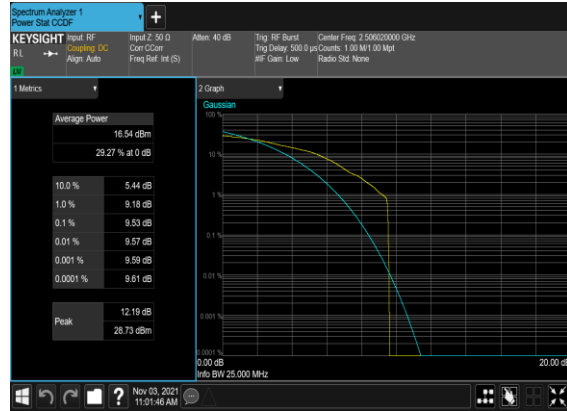 Spectrum Analyzer 1
Power Stat CCDF
KEYSIGHT
RL
LW
Input: RF
Coupling: DC
Align: Auto
Input Z: 50 Ω
Corr CCorr
Freq Ref: Int (S)
Atten: 40 dB
Trig: RF Burst
Trig Delay: 500.0 µs
#IF Gain: Low
Center Freq: 2.506020000 GHz
Counts: 1.00 M/1.00 Mpt
Radio Std: None
1 Metrics
Average Power
16.54 dBm
29.27 % at 0 dB
10.0 % 5.44 dB
1.0 % 9.18 dB
0.1 % 9.53 dB
0.01 % 9.57 dB
0.001 % 9.59 dB
0.0001 % 9.61 dB
Peak 12.19 dB
28.73 dBm
2 Graph
Gaussian
100 %
10 %
1 %
0.1 %
0.01 %
0.001 %
0.0001 %
0.00 dB
20.00 dB
Info BW 25.000 MHz
?
Nov 03, 2021
11:01:46 AM